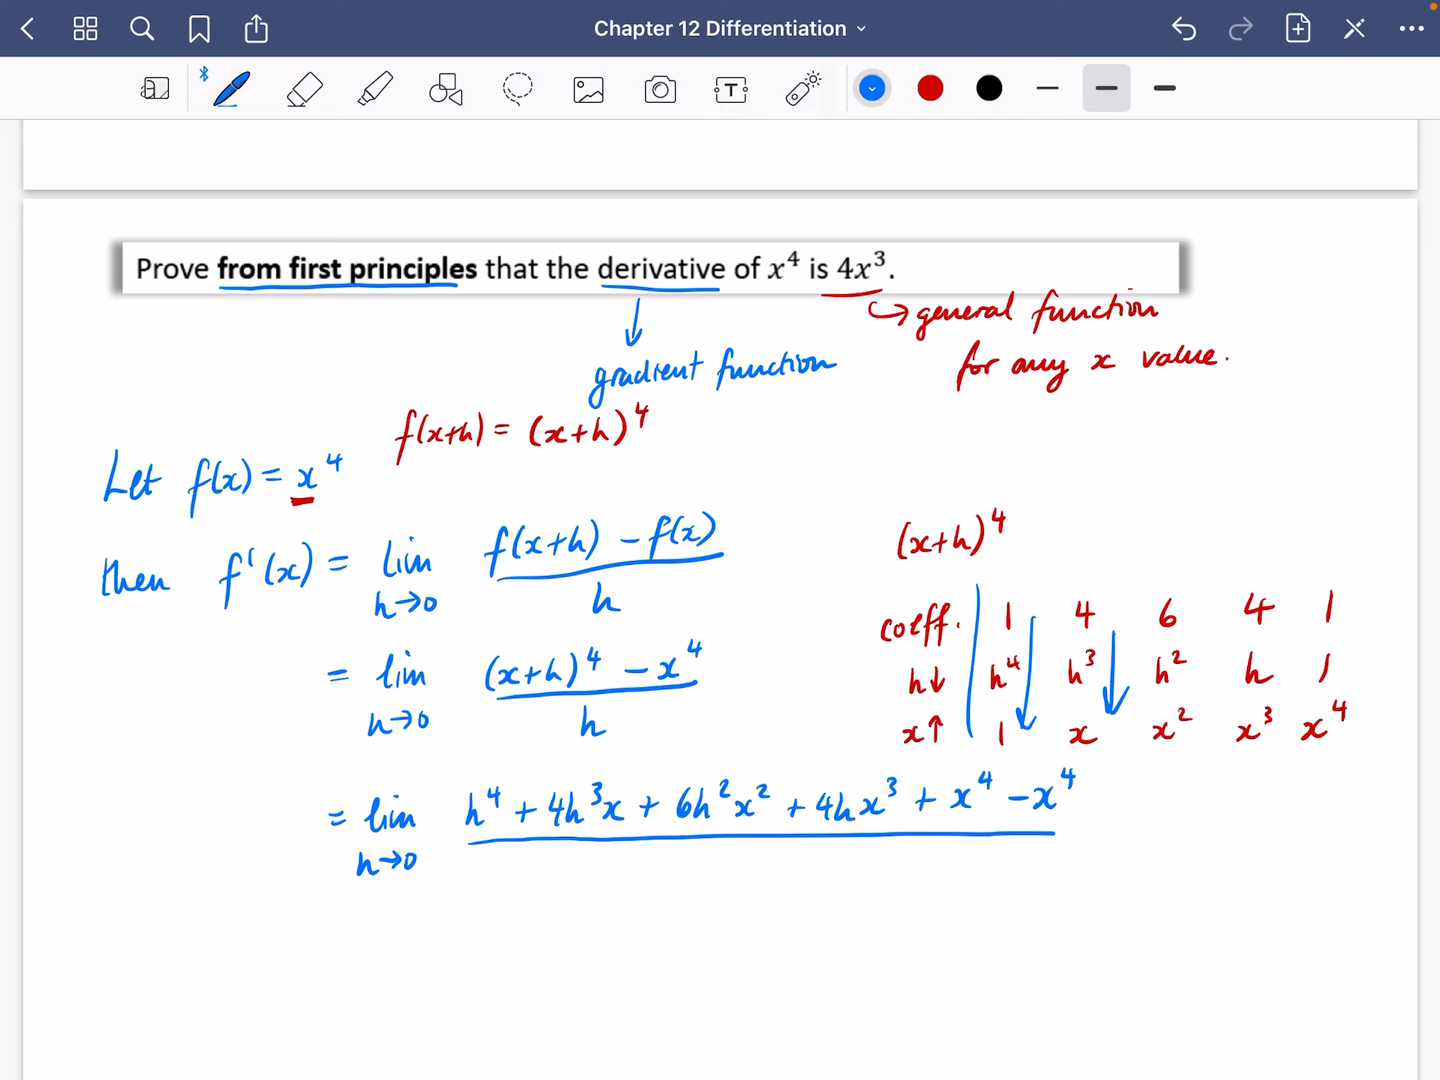 Chapter 12 Differentiation
Prove from first principles that the derivative of x⁴ is 4x³.
↳ general function
for any x value.
gradient function
f(x+h) = (x+h)⁴
Let f(x) = x⁴
then f'(x) = lim h→0 f(x+h) − f(x) / h
= lim h→0 (x+h)⁴ − x⁴ / h
(x+h)⁴
coeff. 1 4 6 4 1
h↓ h⁴ h³ h² h 1
x↑ 1 x x² x³ x⁴
= lim h→0 h⁴ + 4h³x + 6h²x² + 4hx³ + x⁴ − x⁴